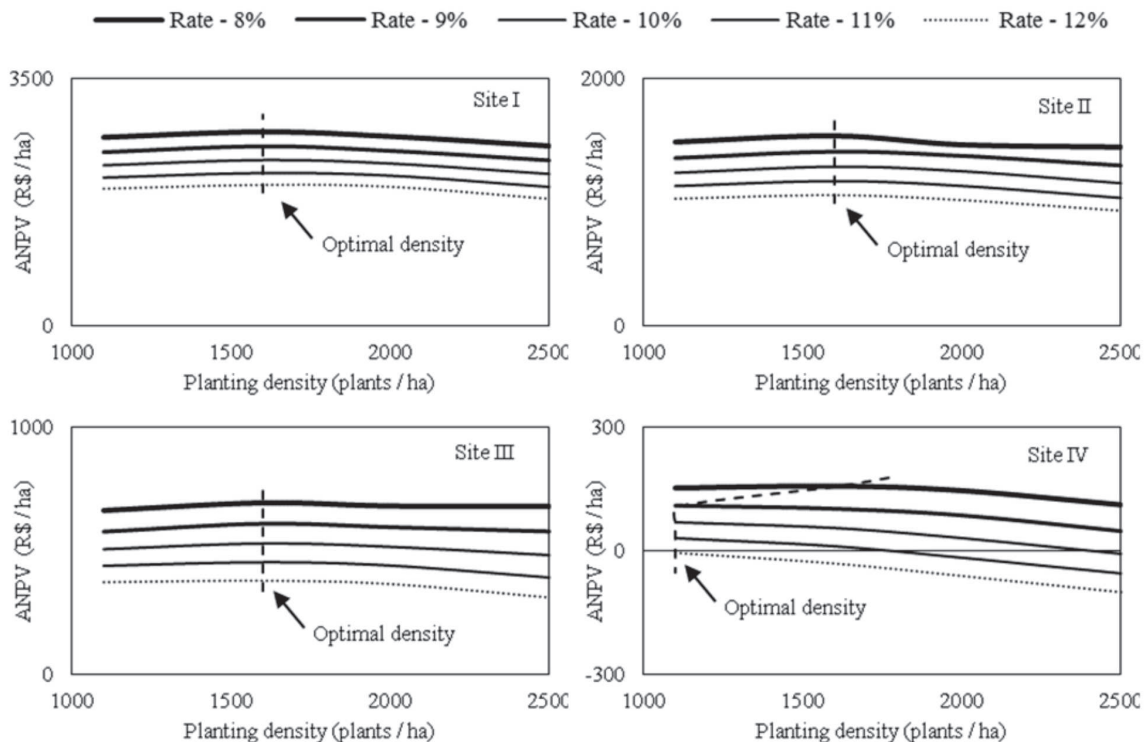 Rate - 8% Rate - 9% Rate - 10% Rate - 11% Rate - 12%
3500
Site I
ANPV (R$ / ha)
Optimal density
0
1000 1500 2000 2500
Planting density (plants / ha)
2000
Site II
ANPV (R$ / ha)
Optimal density
0
1000 1500 2000 2500
Planting density (plants / ha)
1000
Site III
ANPV (R$ / ha)
Optimal density
0
1000 1500 2000 2500
Planting density (plants / ha)
300
Site IV
ANPV (R$ / ha)
0
Optimal density
-300
1000 1500 2000 2500
Planting density (plants / ha)